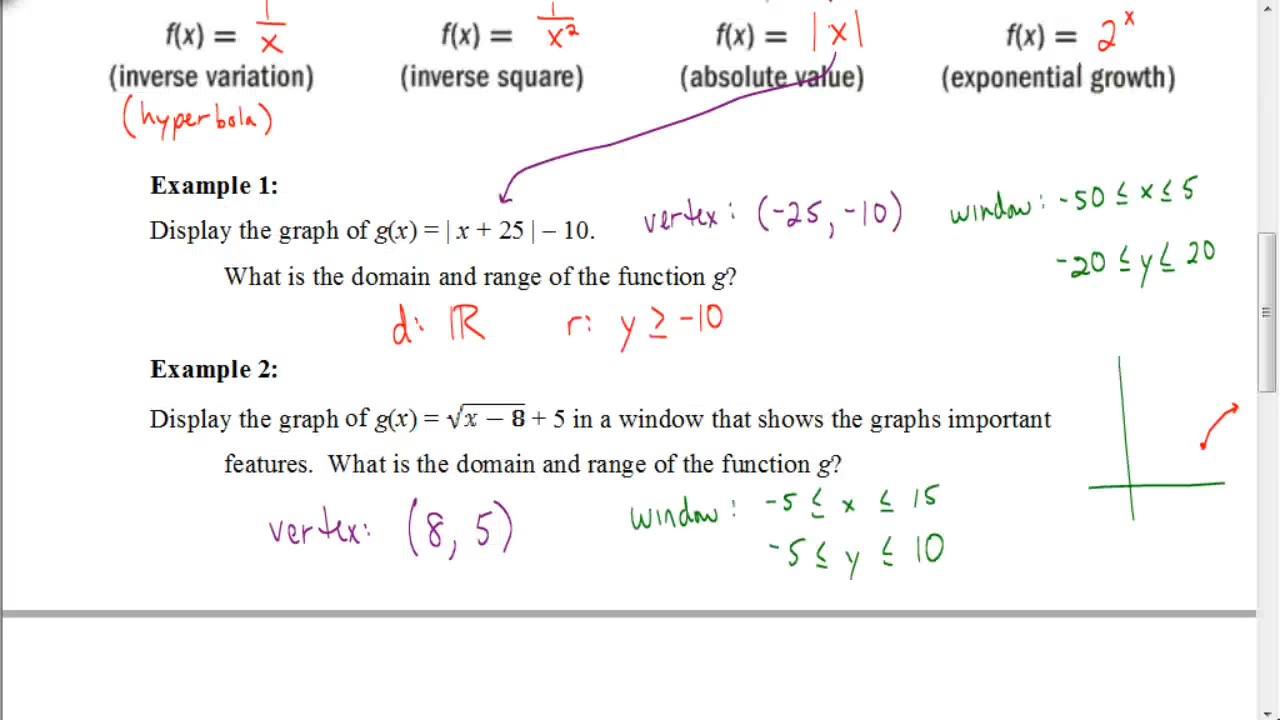 f(x) = 1/x f(x) = 1/x² f(x) = |x| f(x) = 2ˣ
(inverse variation) (inverse square) (absolute value) (exponential growth)
(hyperbola)
Example 1:
Display the graph of g(x) = | x + 25 | – 10. vertex: (-25, -10) window: -50 ≤ x ≤ 5
-20 ≤ y ≤ 20
What is the domain and range of the function g?
d: ℝ r: y ≥ -10
Example 2:
Display the graph of g(x) = √(x − 8) + 5 in a window that shows the graphs important
features. What is the domain and range of the function g?
vertex: (8, 5) window: -5 ≤ x ≤ 15
-5 ≤ y ≤ 10